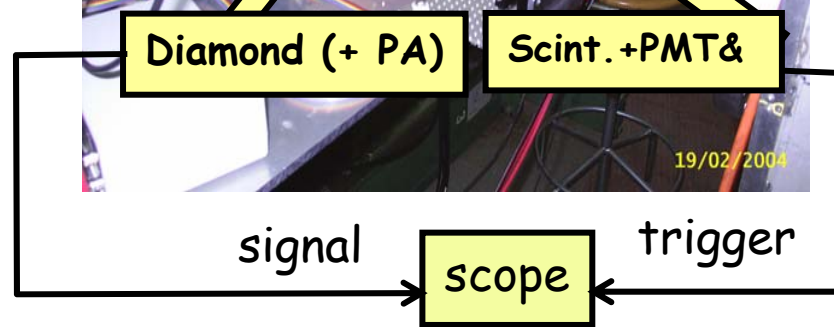 Diamond (+ PA)
Scint.+PMT&
19/02/2004
signal
trigger
scope